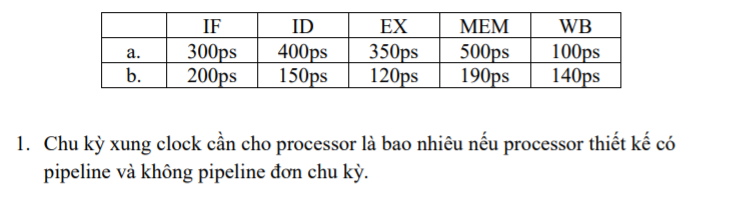 IF ID EX MEM WB
a. 300ps 400ps 350ps 500ps 100ps
b. 200ps 150ps 120ps 190ps 140ps
1. Chu kỳ xung clock cần cho processor là bao nhiêu nếu processor thiết kế có
pipeline và không pipeline đơn chu kỳ.